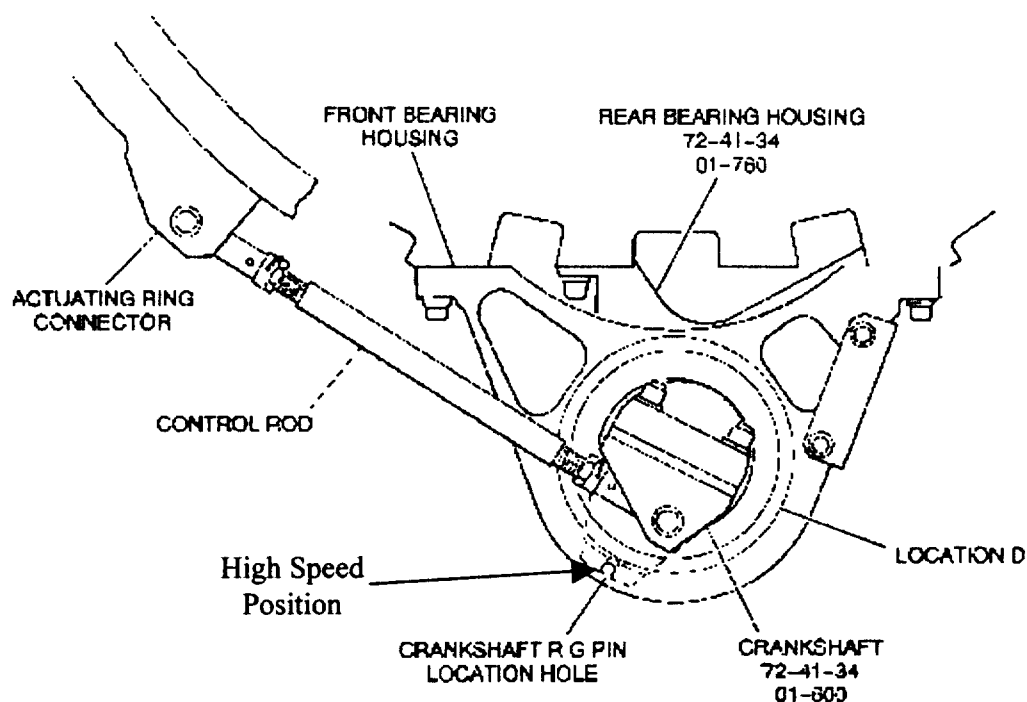 FRONT BEARING
HOUSING
REAR BEARING HOUSING
72-41-34
01-760
ACTUATING RING
CONNECTOR
CONTROL ROD
LOCATION D
High Speed
Position
CRANKSHAFT R G PIN
LOCATION HOLE
CRANKSHAFT
72-41-34
01-600